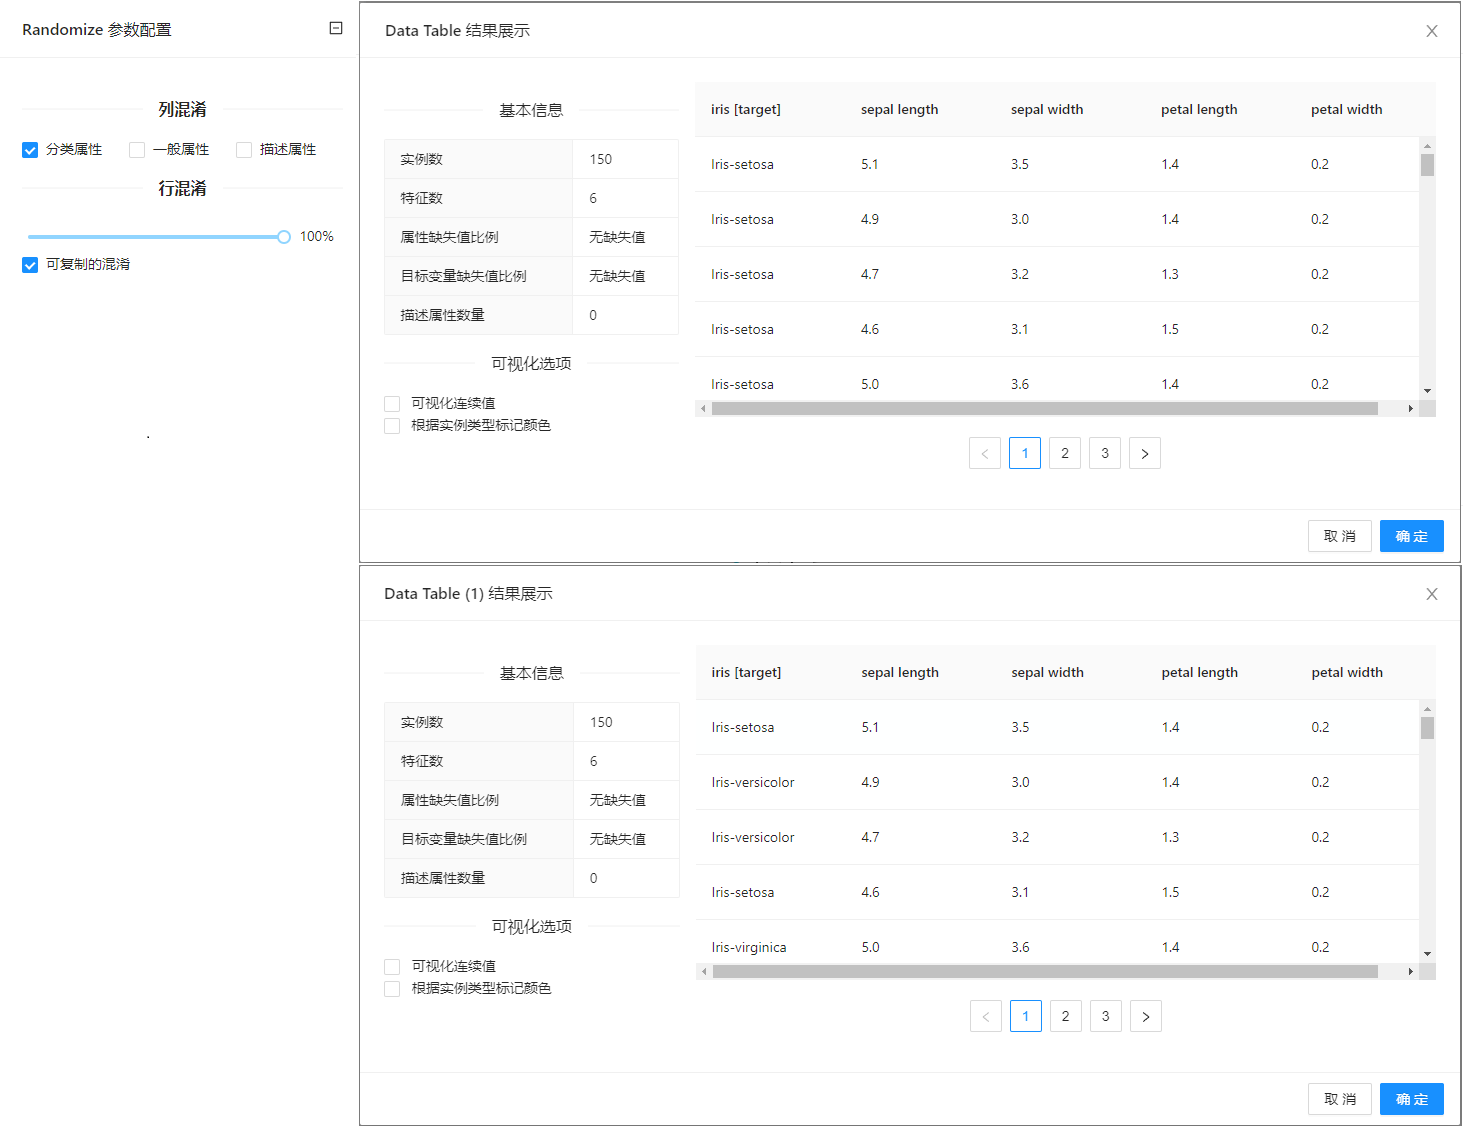 Randomize 参数配置
列混淆
分类属性 一般属性 描述属性
行混淆
100%
可复制的混淆
Data Table 结果展示
基本信息
实例数 150
特征数 6
属性缺失值比例 无缺失值
目标变量缺失值比例 无缺失值
描述属性数量 0
可视化选项
可视化连续值
根据实例类型标记颜色
iris [target] sepal length sepal width petal length petal width
Iris-setosa 5.1 3.5 1.4 0.2
Iris-setosa 4.9 3.0 1.4 0.2
Iris-setosa 4.7 3.2 1.3 0.2
Iris-setosa 4.6 3.1 1.5 0.2
Iris-setosa 5.0 3.6 1.4 0.2
< 1 2 3 >
取 消 确 定
Data Table (1) 结果展示
基本信息
实例数 150
特征数 6
属性缺失值比例 无缺失值
目标变量缺失值比例 无缺失值
描述属性数量 0
可视化选项
可视化连续值
根据实例类型标记颜色
iris [target] sepal length sepal width petal length petal width
Iris-setosa 5.1 3.5 1.4 0.2
Iris-versicolor 4.9 3.0 1.4 0.2
Iris-versicolor 4.7 3.2 1.3 0.2
Iris-setosa 4.6 3.1 1.5 0.2
Iris-virginica 5.0 3.6 1.4 0.2
< 1 2 3 >
取 消 确 定